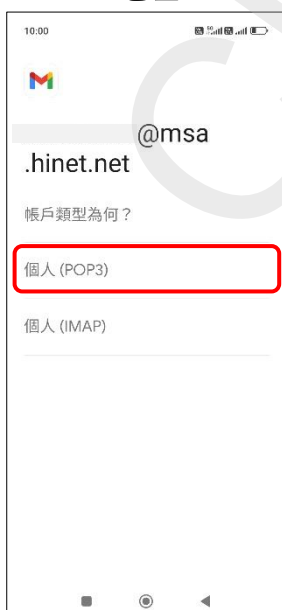 10:00
@msa
.hinet.net
帳戶類型為何？
個人 (POP3)
個人 (IMAP)